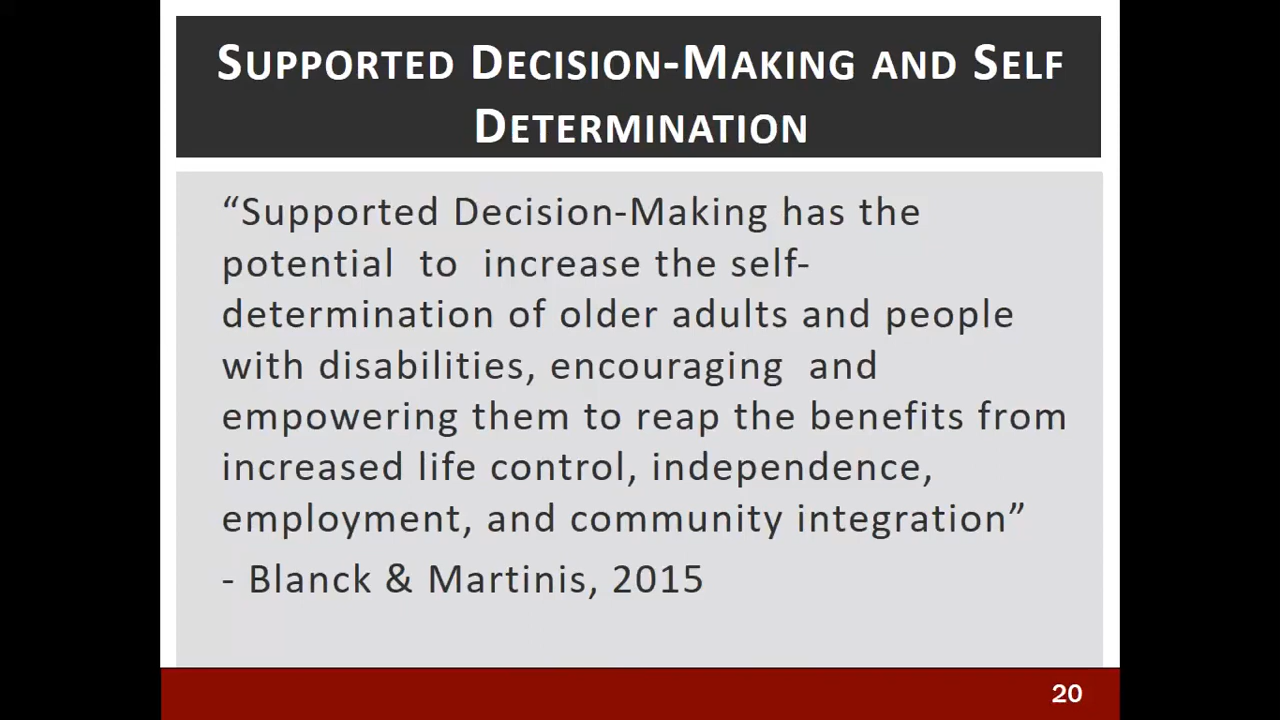 SUPPORTED DECISION-MAKING AND SELF
DETERMINATION
“Supported Decision-Making has the
potential to increase the self-
determination of older adults and people
with disabilities, encouraging and
empowering them to reap the benefits from
increased life control, independence,
employment, and community integration”
- Blanck & Martinis, 2015
20